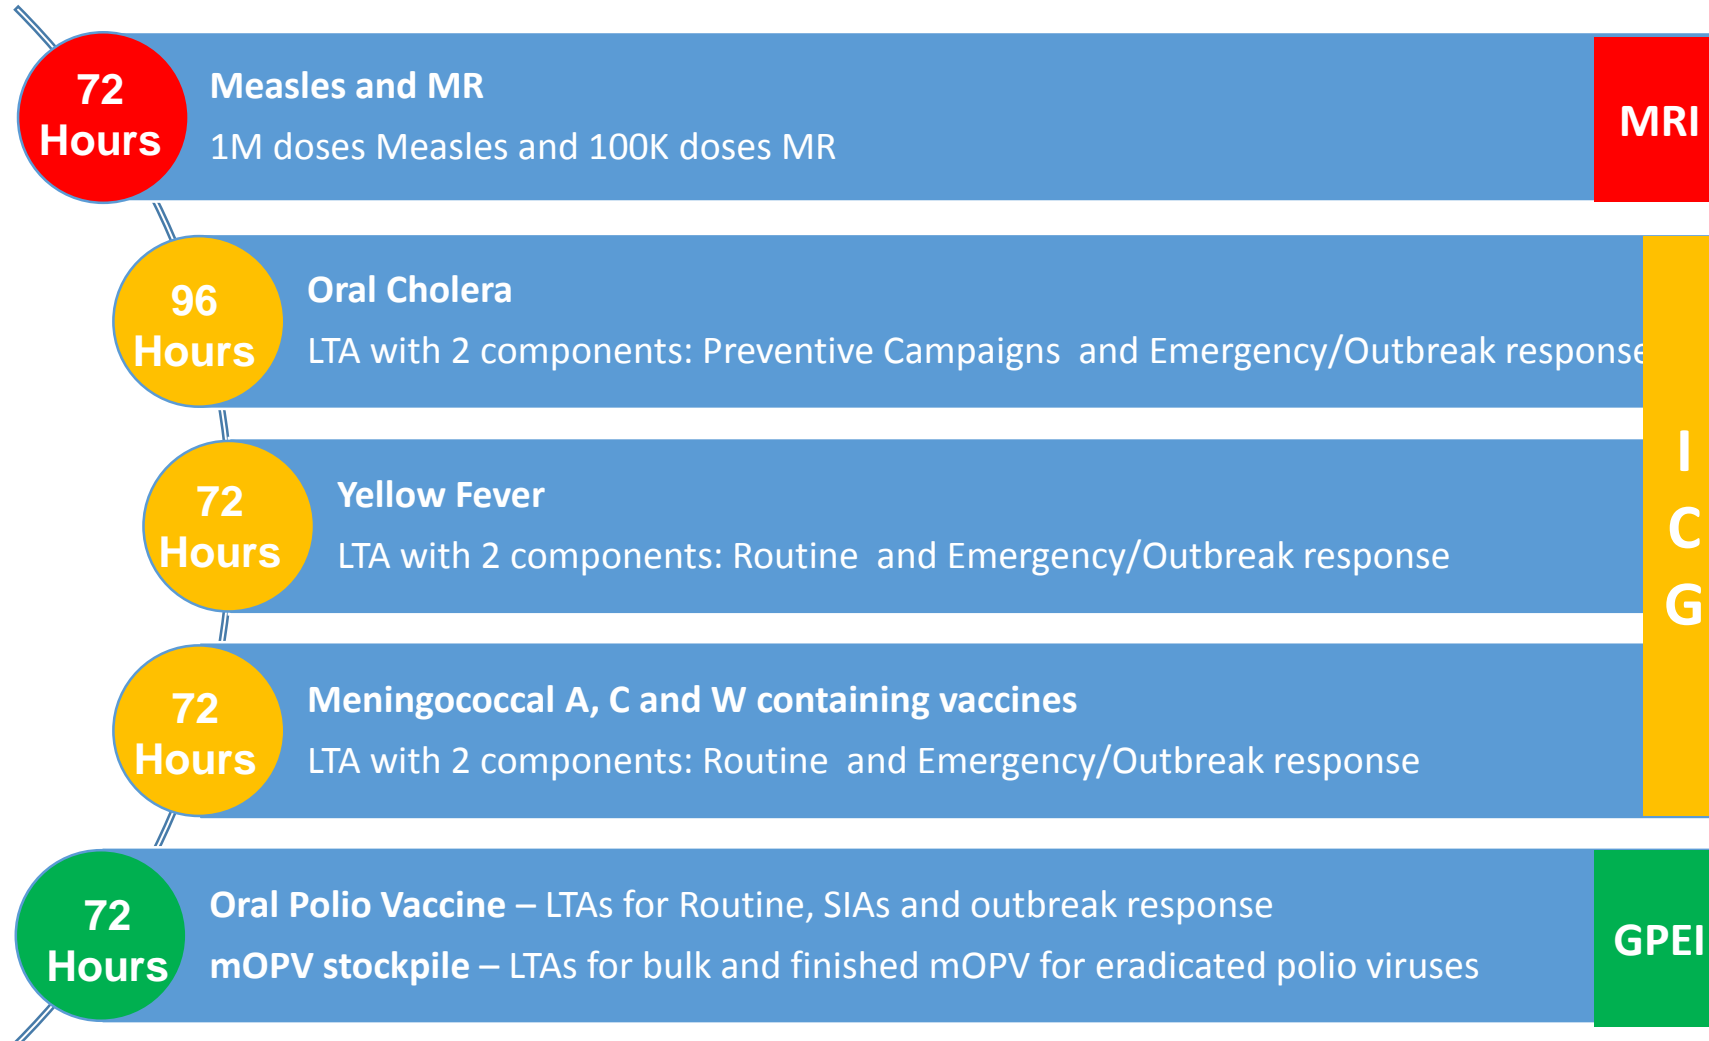 72
Hours
Measles and MR
1M doses Measles and 100K doses MR
MRI
96
Hours
Oral Cholera
LTA with 2 components: Preventive Campaigns  and Emergency/Outbreak response
72
Hours
Yellow Fever
LTA with 2 components: Routine  and Emergency/Outbreak response
I
C
G
72
Hours
Meningococcal A, C and W containing vaccines
LTA with 2 components: Routine  and Emergency/Outbreak response
72
Hours
Oral Polio Vaccine – LTAs for Routine, SIAs and outbreak response
mOPV stockpile – LTAs for bulk and finished mOPV for eradicated polio viruses
GPEI